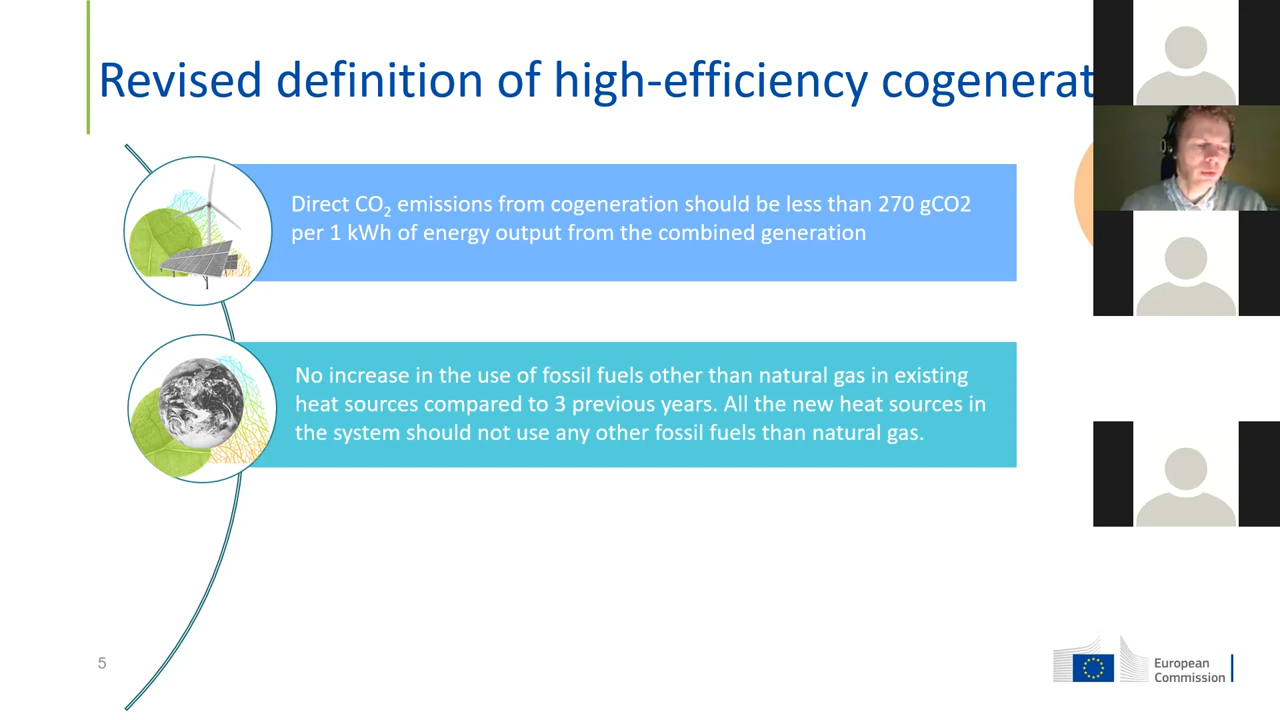 Revised definition of high-efficiency cogenerat
Direct CO₂ emissions from cogeneration should be less than 270 gCO2
per 1 kWh of energy output from the combined generation
No increase in the use of fossil fuels other than natural gas in existing
heat sources compared to 3 previous years. All the new heat sources in
the system should not use any other fossil fuels than natural gas.
5
European
Commission